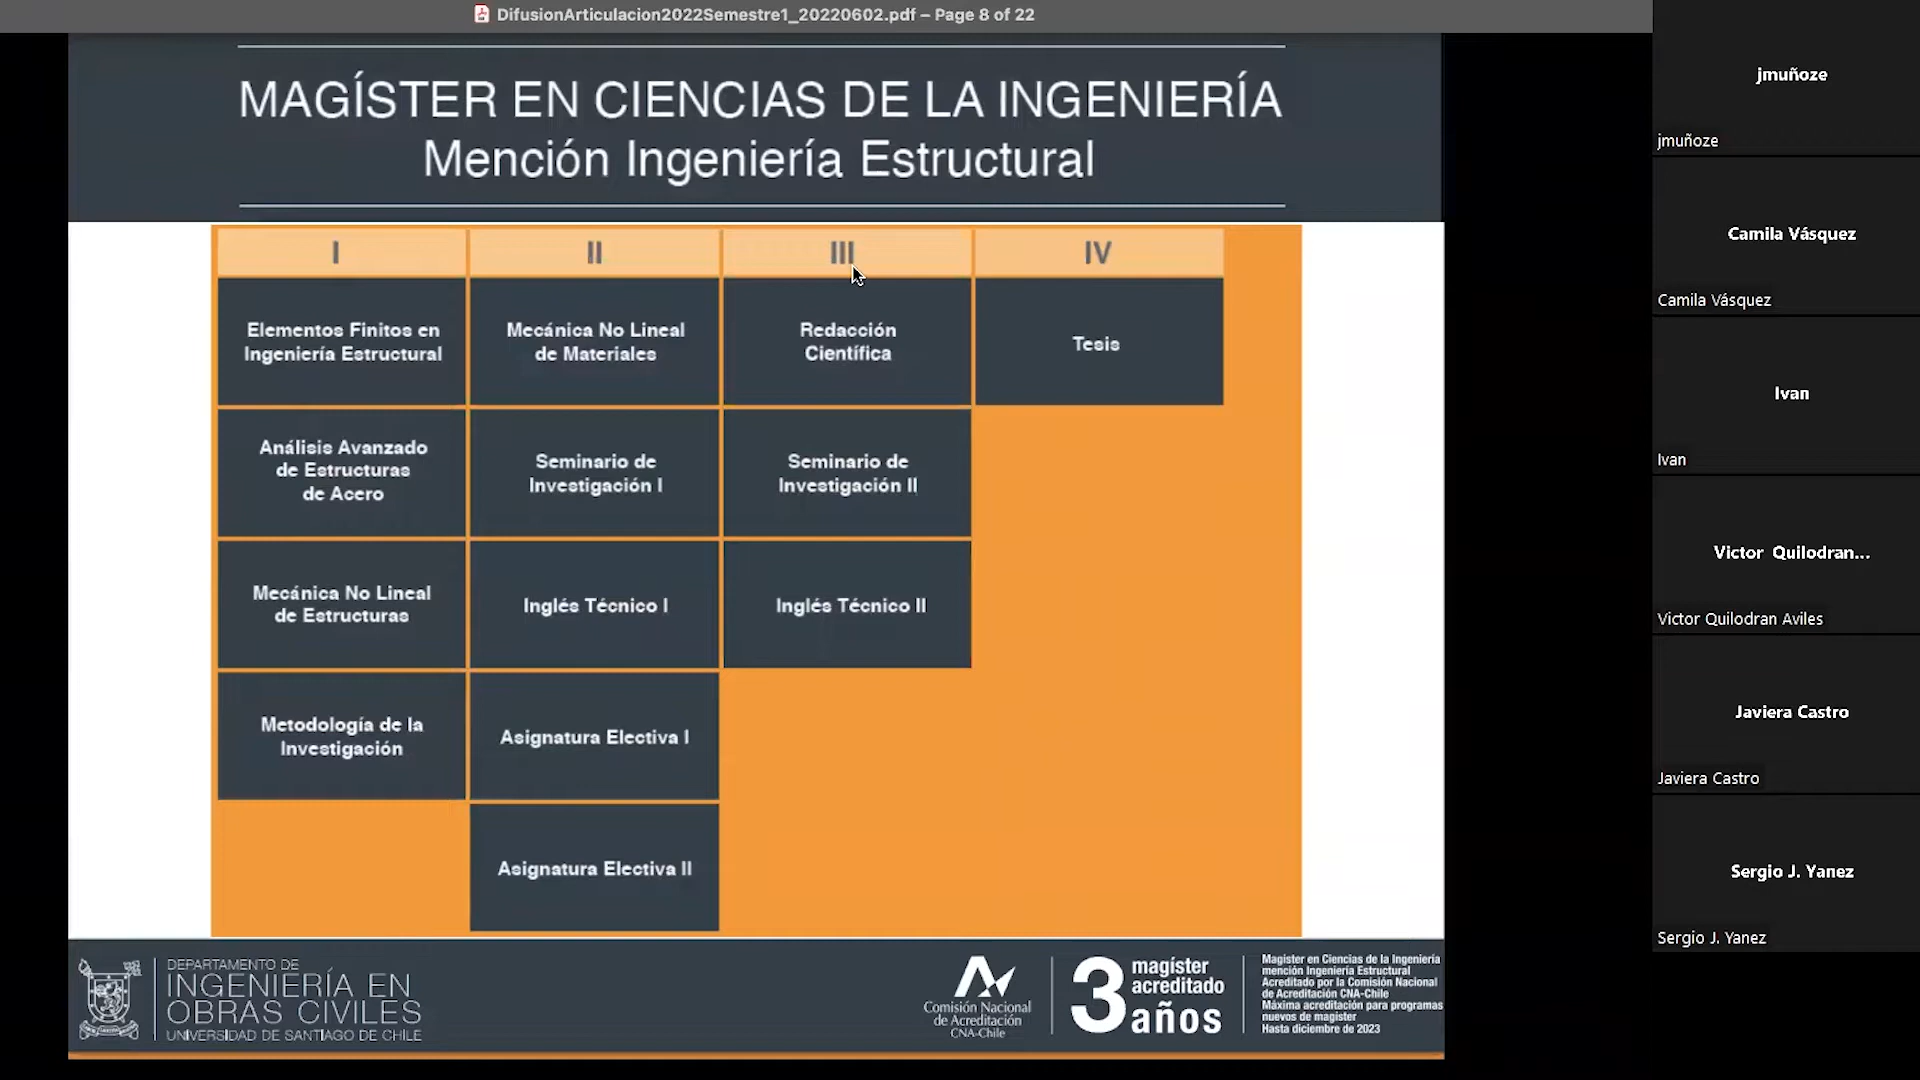 DifusionArticulacion2022Semestre1_20220602.pdf – Page 8 of 22
MAGÍSTER EN CIENCIAS DE LA INGENIERÍA
Mención Ingeniería Estructural
I
II
III
IV
Elementos Finitos en
Ingeniería Estructural
Mecánica No Lineal
de Materiales
Redacción
Científica
Tesis
Análisis Avanzado
de Estructuras
de Acero
Seminario de
Investigación I
Seminario de
Investigación II
Mecánica No Lineal
de Estructuras
Inglés Técnico I
Inglés Técnico II
Metodología de la
Investigación
Asignatura Electiva I
Asignatura Electiva II
DEPARTAMENTO DE
INGENIERÍA EN
OBRAS CIVILES
UNIVERSIDAD DE SANTIAGO DE CHILE
Comisión Nacional
de Acreditación
CNA-Chile
3
magíster
acreditado
años
Magíster en Ciencias de la Ingeniería
mención Ingeniería Estructural
Acreditado por la Comisión Nacional
de Acreditación CNA-Chile
Máxima acreditación para programas
nuevos de magíster
Hasta diciembre de 2023
jmuñoze
jmuñoze
Camila Vásquez
Camila Vásquez
Ivan
Ivan
Victor Quilodran...
Victor Quilodran Aviles
Javiera Castro
Javiera Castro
Sergio J. Yanez
Sergio J. Yanez